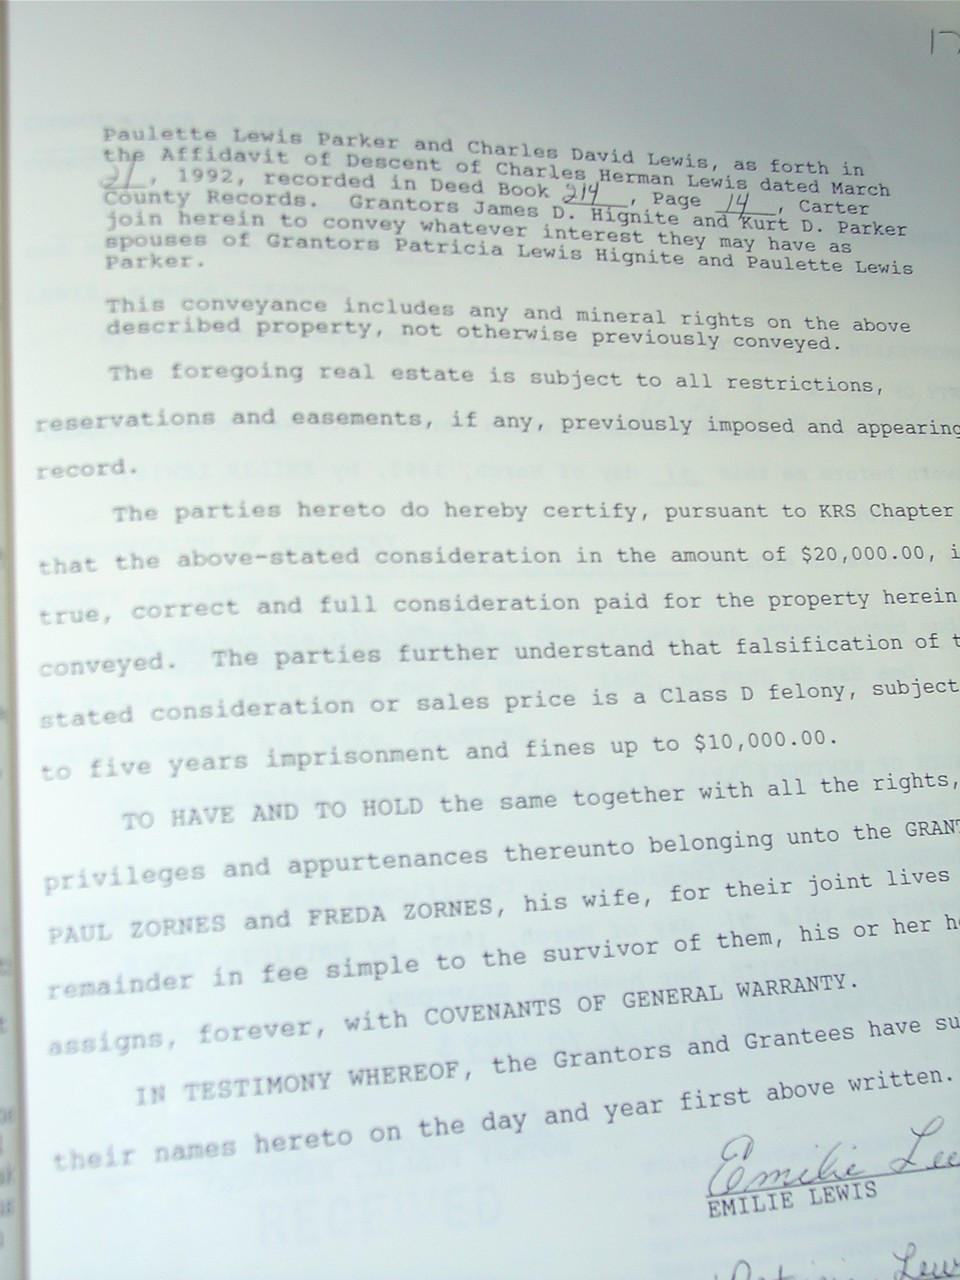 17
Paulette Lewis Parker and Charles David Lewis, as forth in
the Affidavit of Descent of Charles Herman Lewis dated March
21, 1992, recorded in Deed Book 214, Page 14, Carter
County Records. Grantors James D. Hignite and Kurt D. Parker
join herein to convey whatever interest they may have as
spouses of Grantors Patricia Lewis Hignite and Paulette Lewis
Parker.
This conveyance includes any and mineral rights on the above
described property, not otherwise previously conveyed.
The foregoing real estate is subject to all restrictions,
reservations and easements, if any, previously imposed and appearing
record.
The parties hereto do hereby certify, pursuant to KRS Chapter
that the above-stated consideration in the amount of $20,000.00, i
true, correct and full consideration paid for the property herein
conveyed. The parties further understand that falsification of t
stated consideration or sales price is a Class D felony, subject
to five years imprisonment and fines up to $10,000.00.
TO HAVE AND TO HOLD the same together with all the rights,
privileges and appurtenances thereunto belonging unto the GRANT
PAUL ZORNES and FREDA ZORNES, his wife, for their joint lives
remainder in fee simple to the survivor of them, his or her h
assigns, forever, with COVENANTS OF GENERAL WARRANTY.
IN TESTIMONY WHEREOF, the Grantors and Grantees have su
their names hereto on the day and year first above written.
Emilie Le
EMILIE LEWIS
Lew